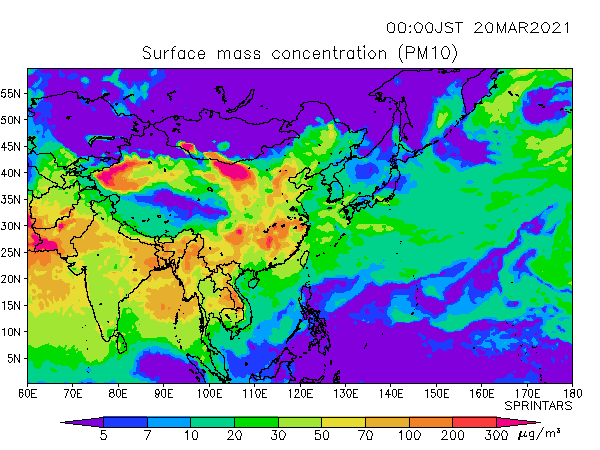 00:00JST 20MAR2021
Surface mass concentration (PM10)
55N
50N
45N
40N
35N
30N
25N
20N
15N
10N
5N
60E 70E 80E 90E 100E 110E 120E 130E 140E 150E 160E 170E 180
SPRINTARS
5 7 10 20 30 50 70 100 200 300 μg/m³